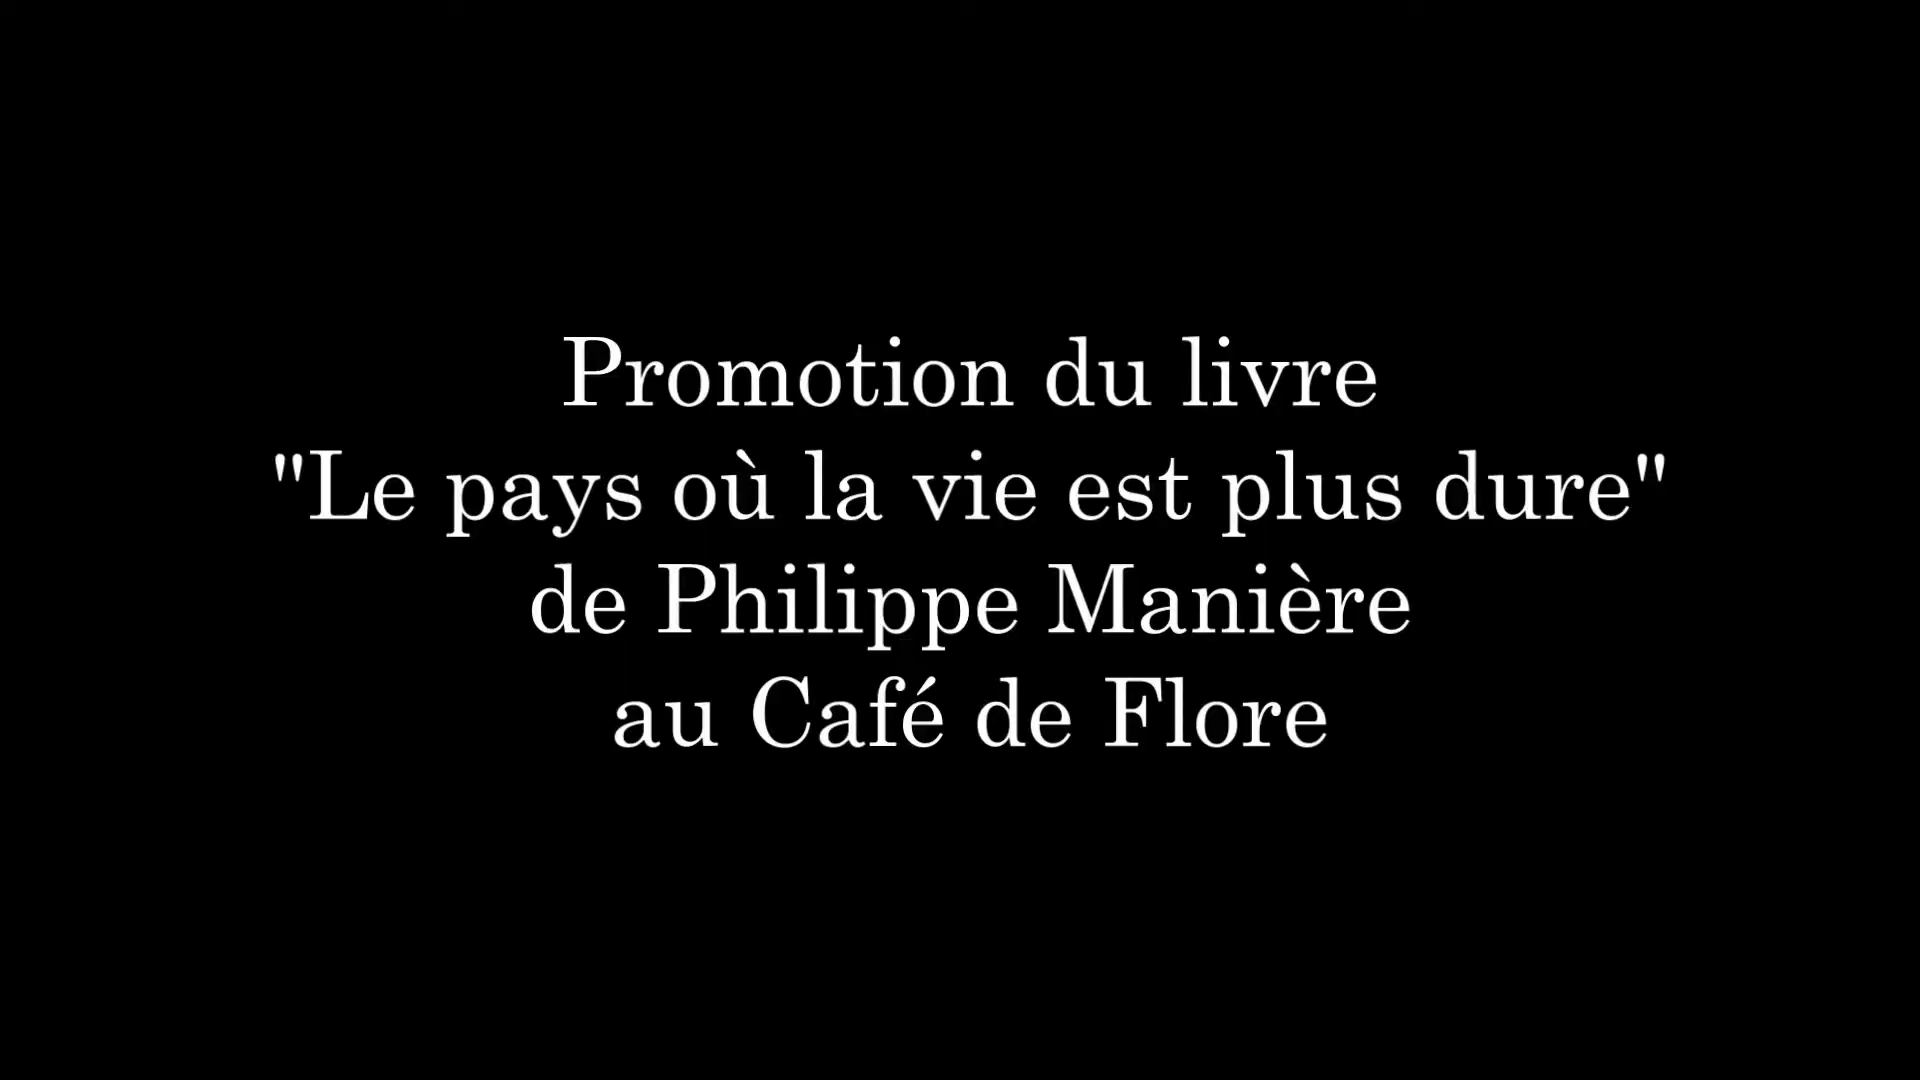 Promotion du livre
"Le pays où la vie est plus dure"
de Philippe Manière
au Café de Flore